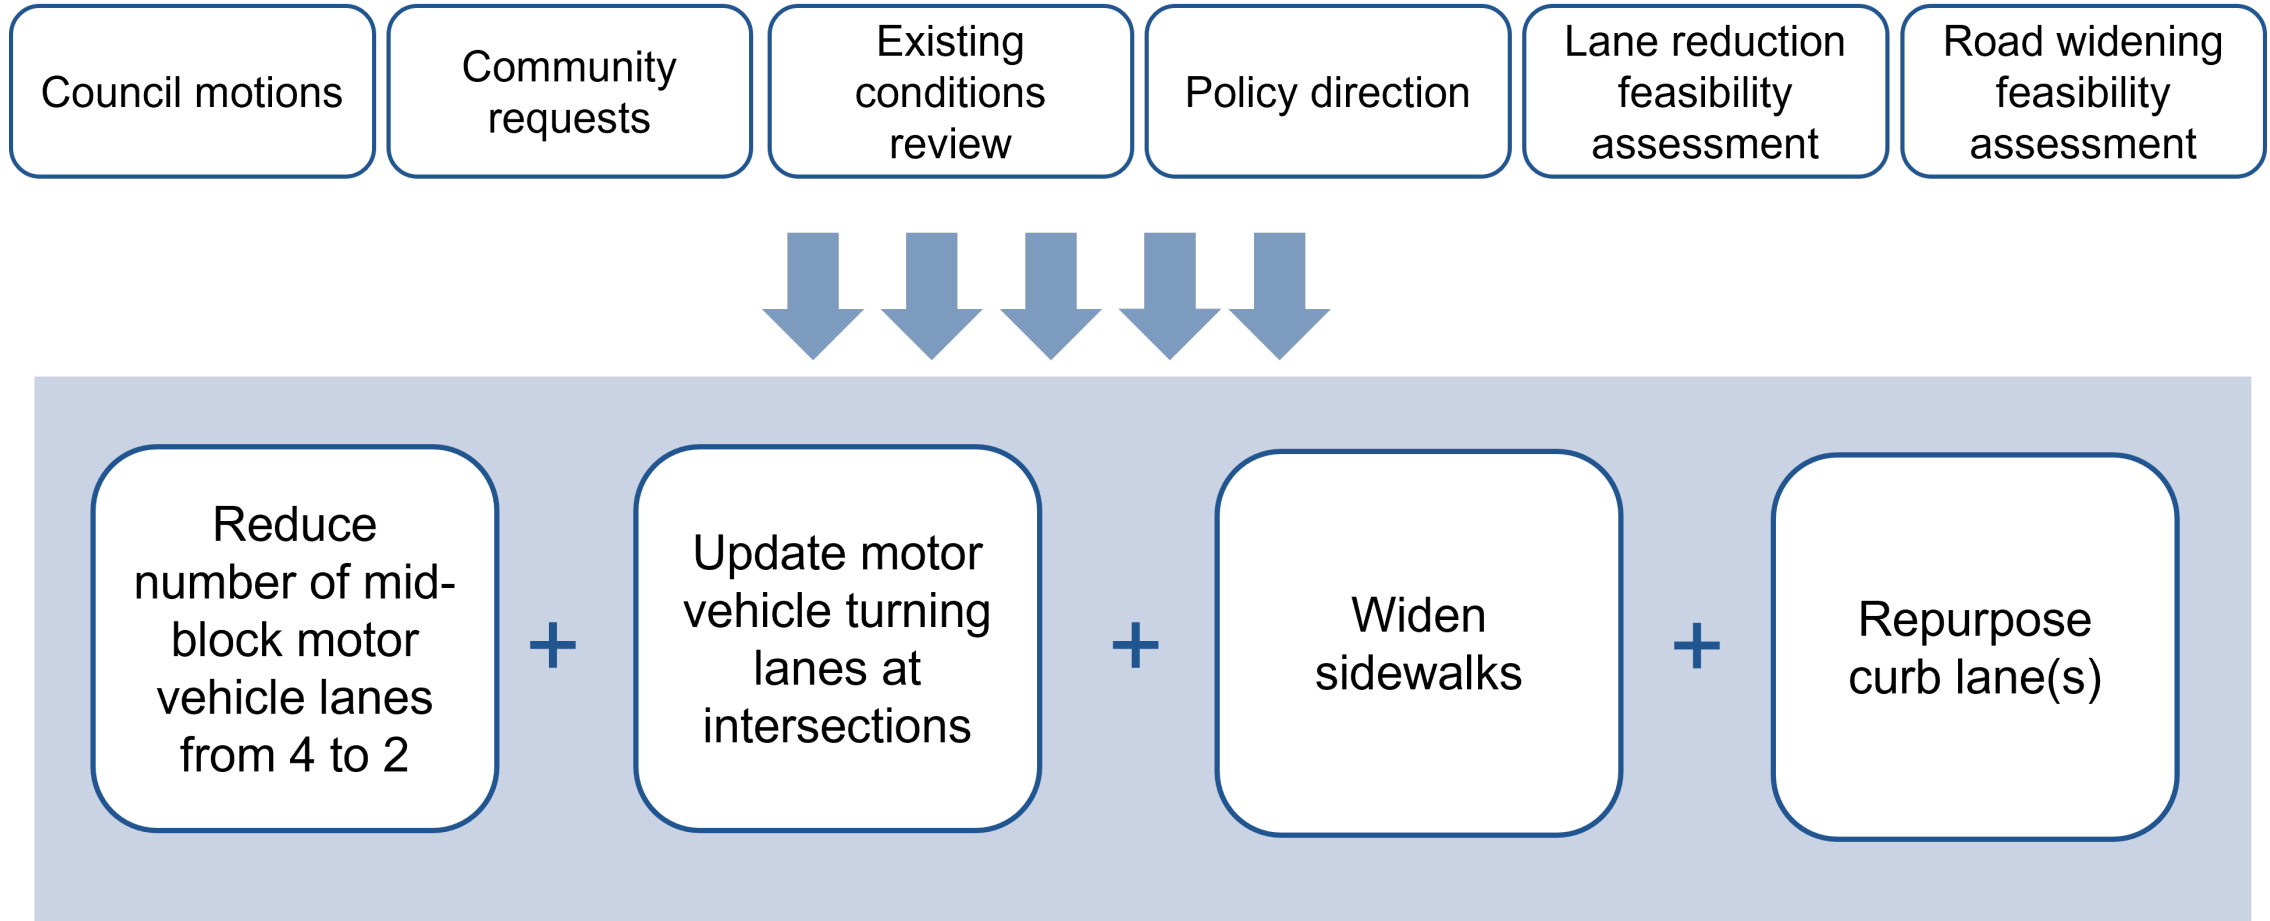 Council motions
Community
requests
Existing
conditions
review
Policy direction
Lane reduction
feasibility
assessment
Road widening
feasibility
assessment
Reduce
number of mid-
block motor
vehicle lanes
from 4 to 2
+
Update motor
vehicle turning
lanes at
intersections
+
Widen
sidewalks
+
Repurpose
curb lane(s)